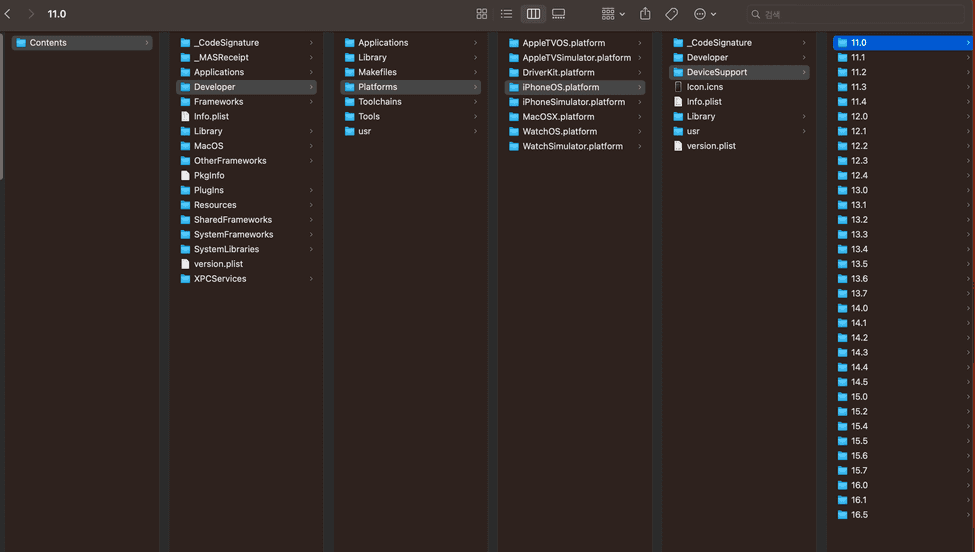 11.0
검색
Contents
_CodeSignature
_MASReceipt
Applications
Developer
Frameworks
Info.plist
Library
MacOS
OtherFrameworks
PkgInfo
PlugIns
Resources
SharedFrameworks
SystemFrameworks
SystemLibraries
version.plist
XPCServices
Applications
Library
Makefiles
Platforms
Toolchains
Tools
usr
AppleTVOS.platform
AppleTVSimulator.platform
DriverKit.platform
iPhoneOS.platform
iPhoneSimulator.platform
MacOSX.platform
WatchOS.platform
WatchSimulator.platform
_CodeSignature
Developer
DeviceSupport
Icon.icns
Info.plist
Library
usr
version.plist
11.0
11.1
11.2
11.3
11.4
12.0
12.1
12.2
12.3
12.4
13.0
13.1
13.2
13.3
13.4
13.5
13.6
13.7
14.0
14.1
14.2
14.3
14.4
14.5
15.0
15.2
15.4
15.5
15.6
15.7
16.0
16.1
16.5